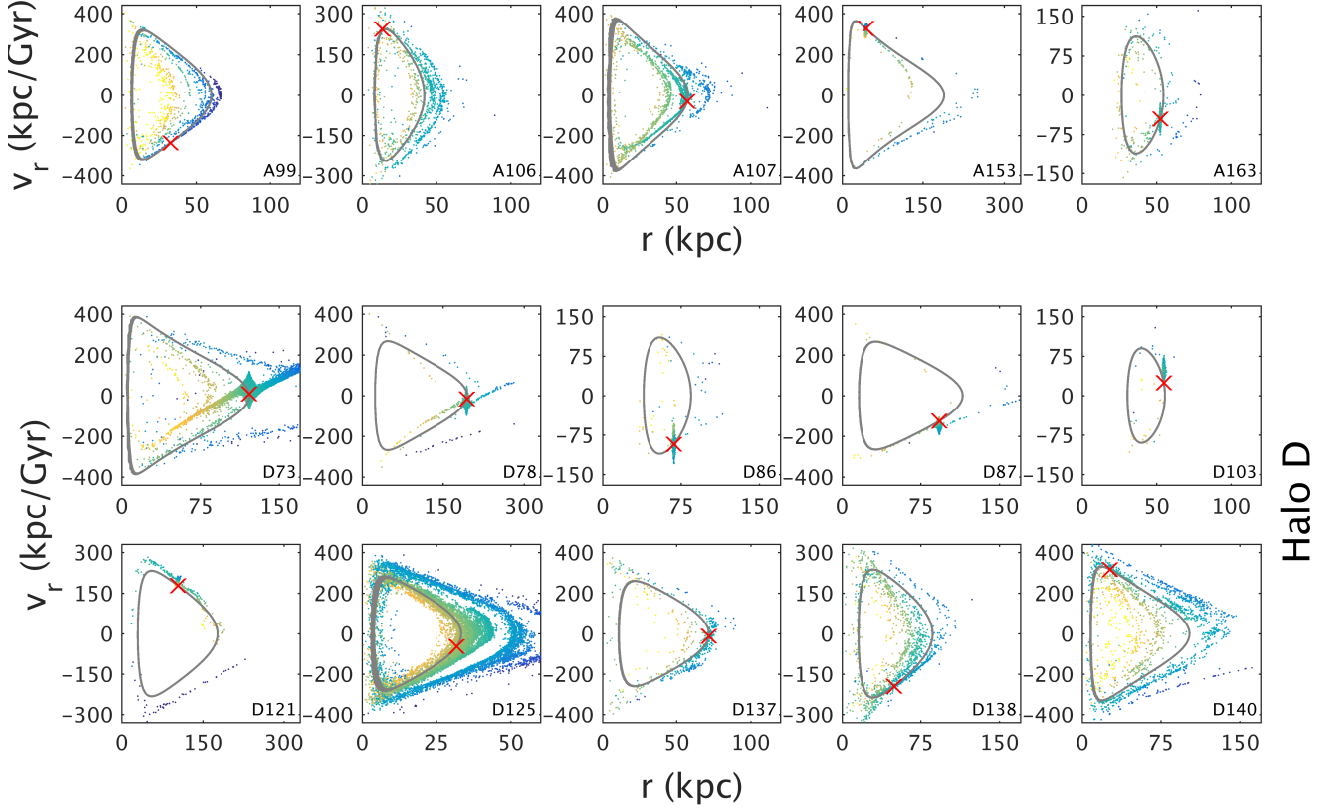 400 300 400 400 150
200 150 200 200 75
0 0 0 0 0
−200 −150 −200 −200 −75
−400 −300 −400 −400 −150
A99 A106 A107 A153 A163
0 50 100 0 50 100 0 50 100 0 150 300 0 50 100
v_r (kpc/Gyr)
r (kpc)
400 400 150 400 150
200 200 75 200 75
0 0 0 0 0
−200 −200 −75 −200 −75
−400 −400 −150 −400 −150
D73 D78 D86 D87 D103
0 75 150 0 150 300 0 75 150 0 75 150 0 50 100
v_r (kpc/Gyr)
Halo D
300 400 400 300 400
150 200 200 150 200
0 0 0 0 0
−150 −200 −200 −150 −200
−300 −400 −400 −300 −400
D121 D125 D137 D138 D140
0 150 300 0 25 50 0 50 100 0 75 150 0 75 150
r (kpc)